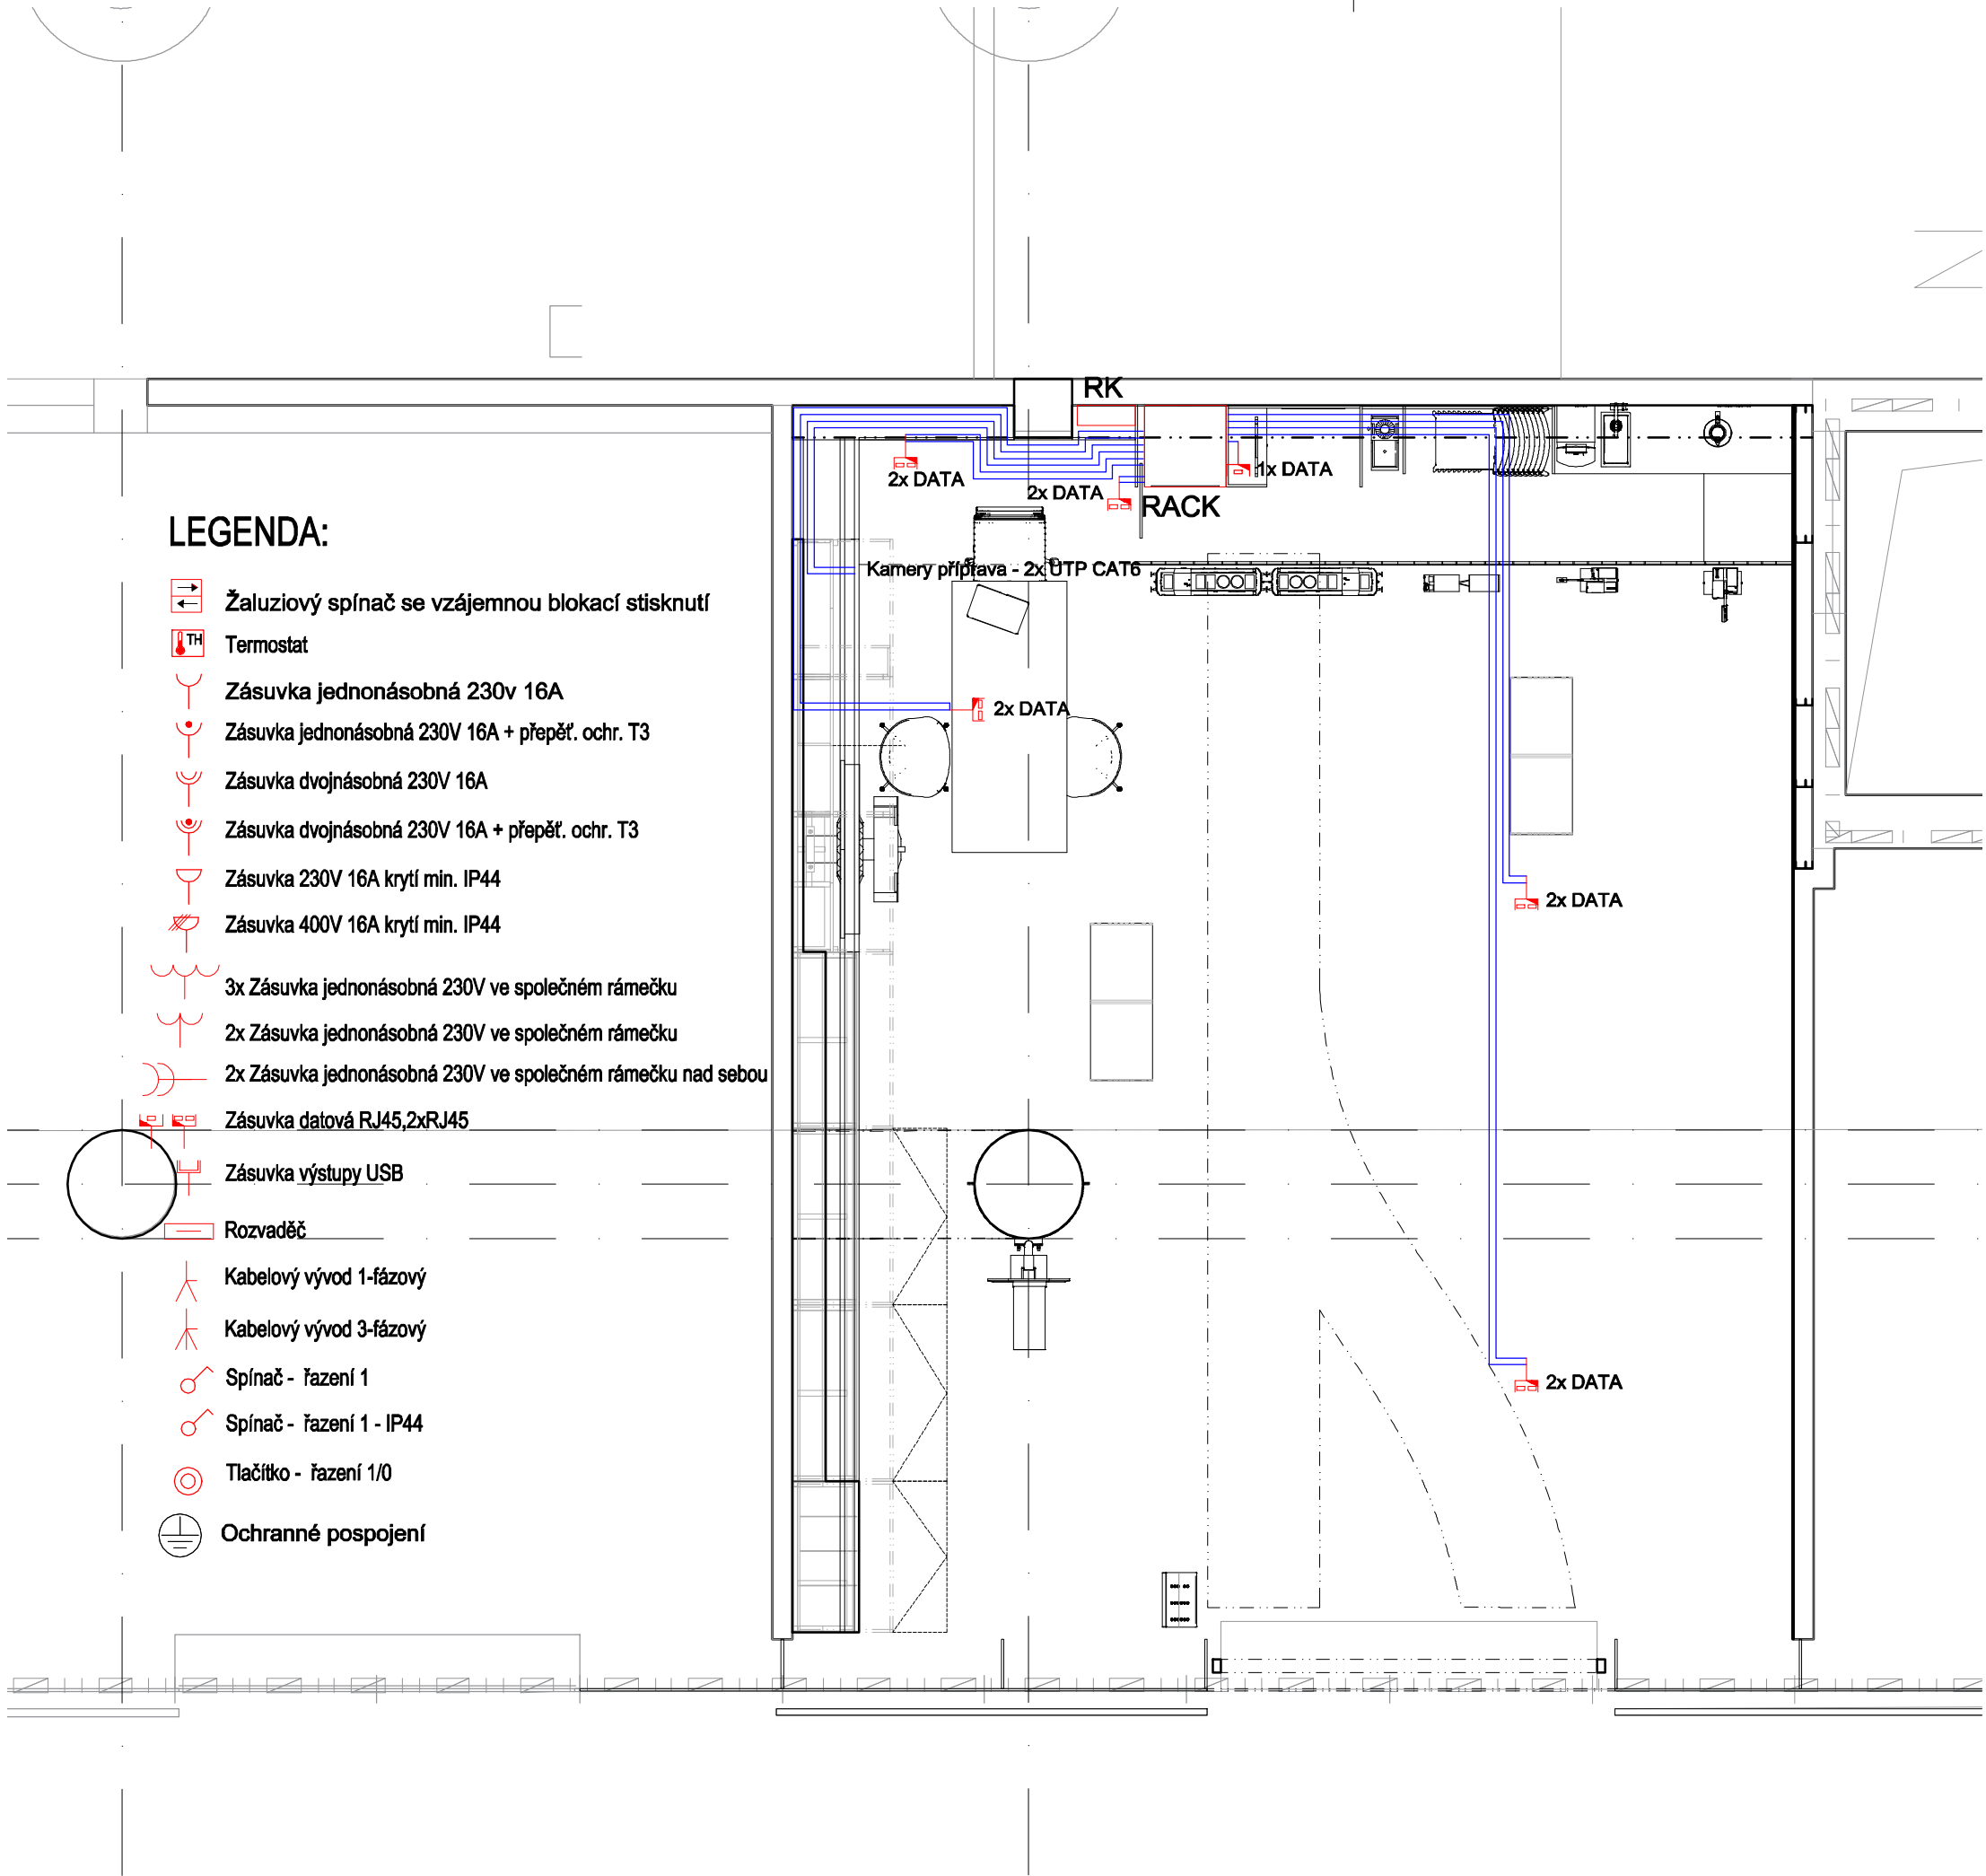 RK
2x DATA
1x DATA
2x DATA
RACK
Kamery příprava - 2x UTP CAT6
2x DATA
2x DATA
2x DATA
LEGENDA:
Žaluziový spínač se vzájemnou blokací stisknutí
TH
Termostat
Zásuvka jednonásobná 230v 16A
Zásuvka jednonásobná 230V 16A + přepěť. ochr. T3
Zásuvka dvojnásobná 230V 16A
Zásuvka dvojnásobná 230V 16A + přepěť. ochr. T3
Zásuvka 230V 16A krytí min. IP44
Zásuvka 400V 16A krytí min. IP44
3x Zásuvka jednonásobná 230V ve společném rámečku
2x Zásuvka jednonásobná 230V ve společném rámečku
2x Zásuvka jednonásobná 230V ve společném rámečku nad sebou
Zásuvka datová RJ45,2xRJ45
Zásuvka výstupy USB
Rozvaděč
Kabelový vývod 1-fázový
Kabelový vývod 3-fázový
Spínač - řazení 1
Spínač - řazení 1 - IP44
Tlačítko - řazení 1/0
Ochranné pospojení